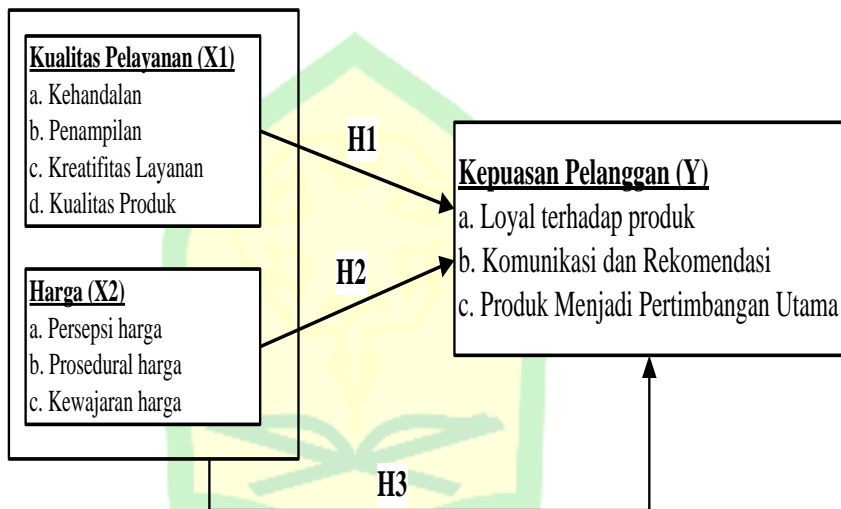 Kualitas Pelayanan (X1)
a. Kehandalan
b. Penampilan
c. Kreatifitas Layanan
d. Kualitas Produk
H1
Kepuasan Pelanggan (Y)
a. Loyal terhadap produk
b. Komunikasi dan Rekomendasi
c. Produk Menjadi Pertimbangan Utama
H2
Harga (X2)
a. Persepsi harga
b. Prosedural harga
c. Kewajaran harga
H3